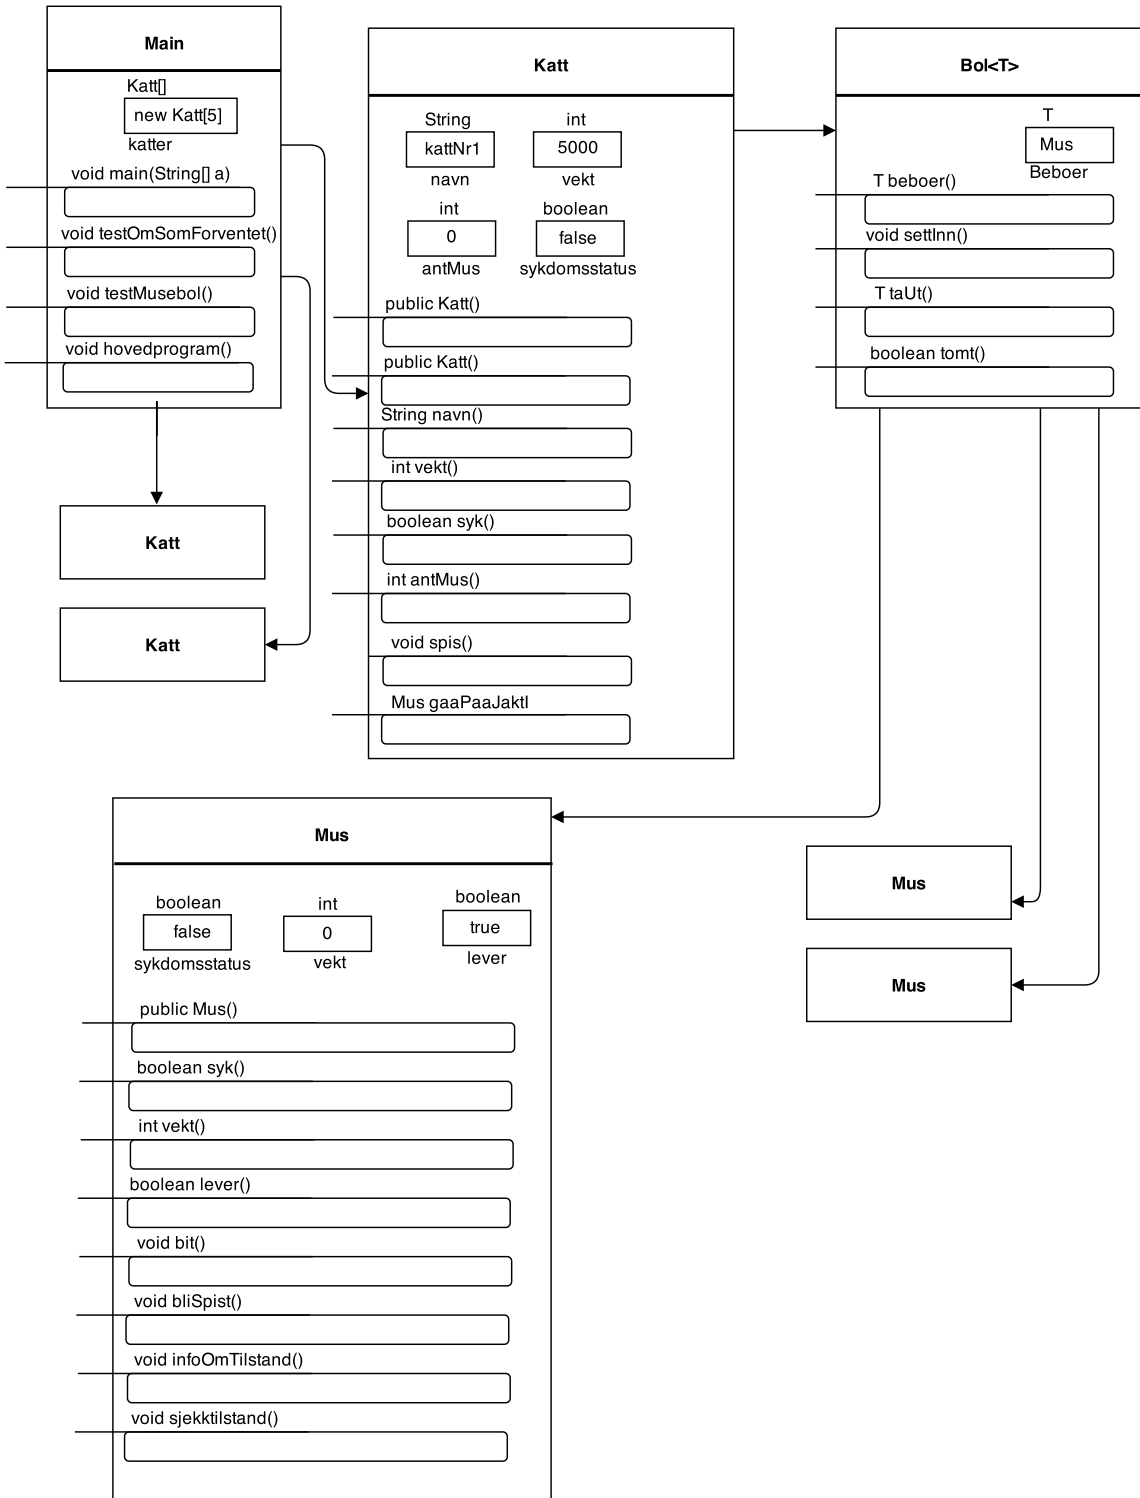 Main
Katt[]
new Katt[5]
katter
void main(String[] a)
void testOmSomForventet()
void testMusebol()
void hovedprogram()
Katt
Katt
Katt
String
kattNr1
navn
int
5000
vekt
int
0
antMus
boolean
false
sykdomsstatus
public Katt()
public Katt()
String navn()
int vekt()
boolean syk()
int antMus()
void spis()
Mus gaaPaaJaktI
Bol<T>
T
Mus
Beboer
T beboer()
void settInn()
T taUt()
boolean tomt()
Mus
boolean
false
sykdomsstatus
int
0
vekt
boolean
true
lever
public Mus()
boolean syk()
int vekt()
boolean lever()
void bit()
void bliSpist()
void infoOmTilstand()
void sjekktilstand()
Mus
Mus